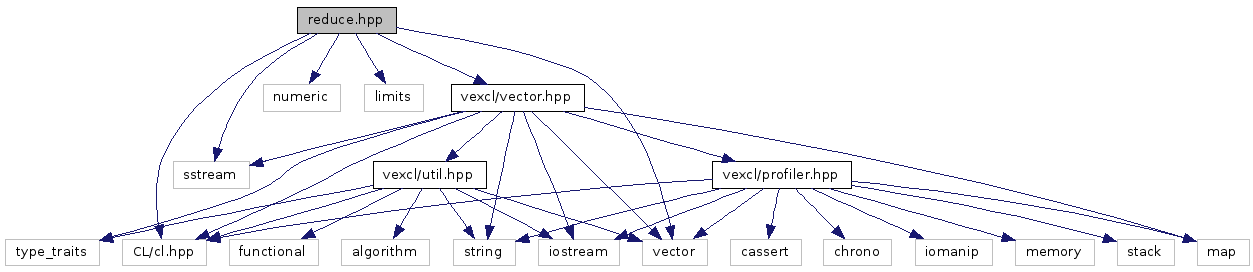 reduce.hpp
numeric
limits
vexcl/vector.hpp
sstream
vexcl/util.hpp
vexcl/profiler.hpp
type_traits
CL/cl.hpp
functional
algorithm
string
iostream
vector
cassert
chrono
iomanip
memory
stack
map